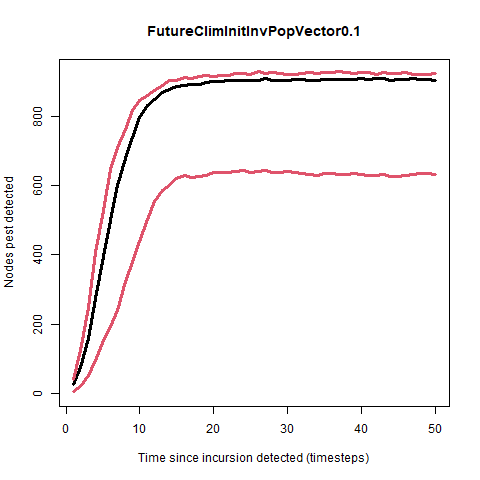 FutureClimInitInvPopVector0.1
Nodes pest detected
800
600
400
200
0
0 10 20 30 40 50
Time since incursion detected (timesteps)